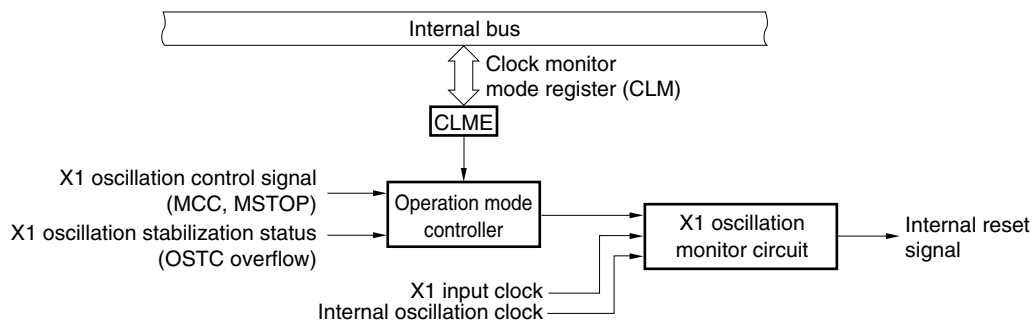 Internal bus
Clock monitor
mode register (CLM)
CLME
X1 oscillation control signal
(MCC, MSTOP)
X1 oscillation stabilization status
(OSTC overflow)
Operation mode
controller
X1 oscillation
monitor circuit
Internal reset
signal
X1 input clock
Internal oscillation clock